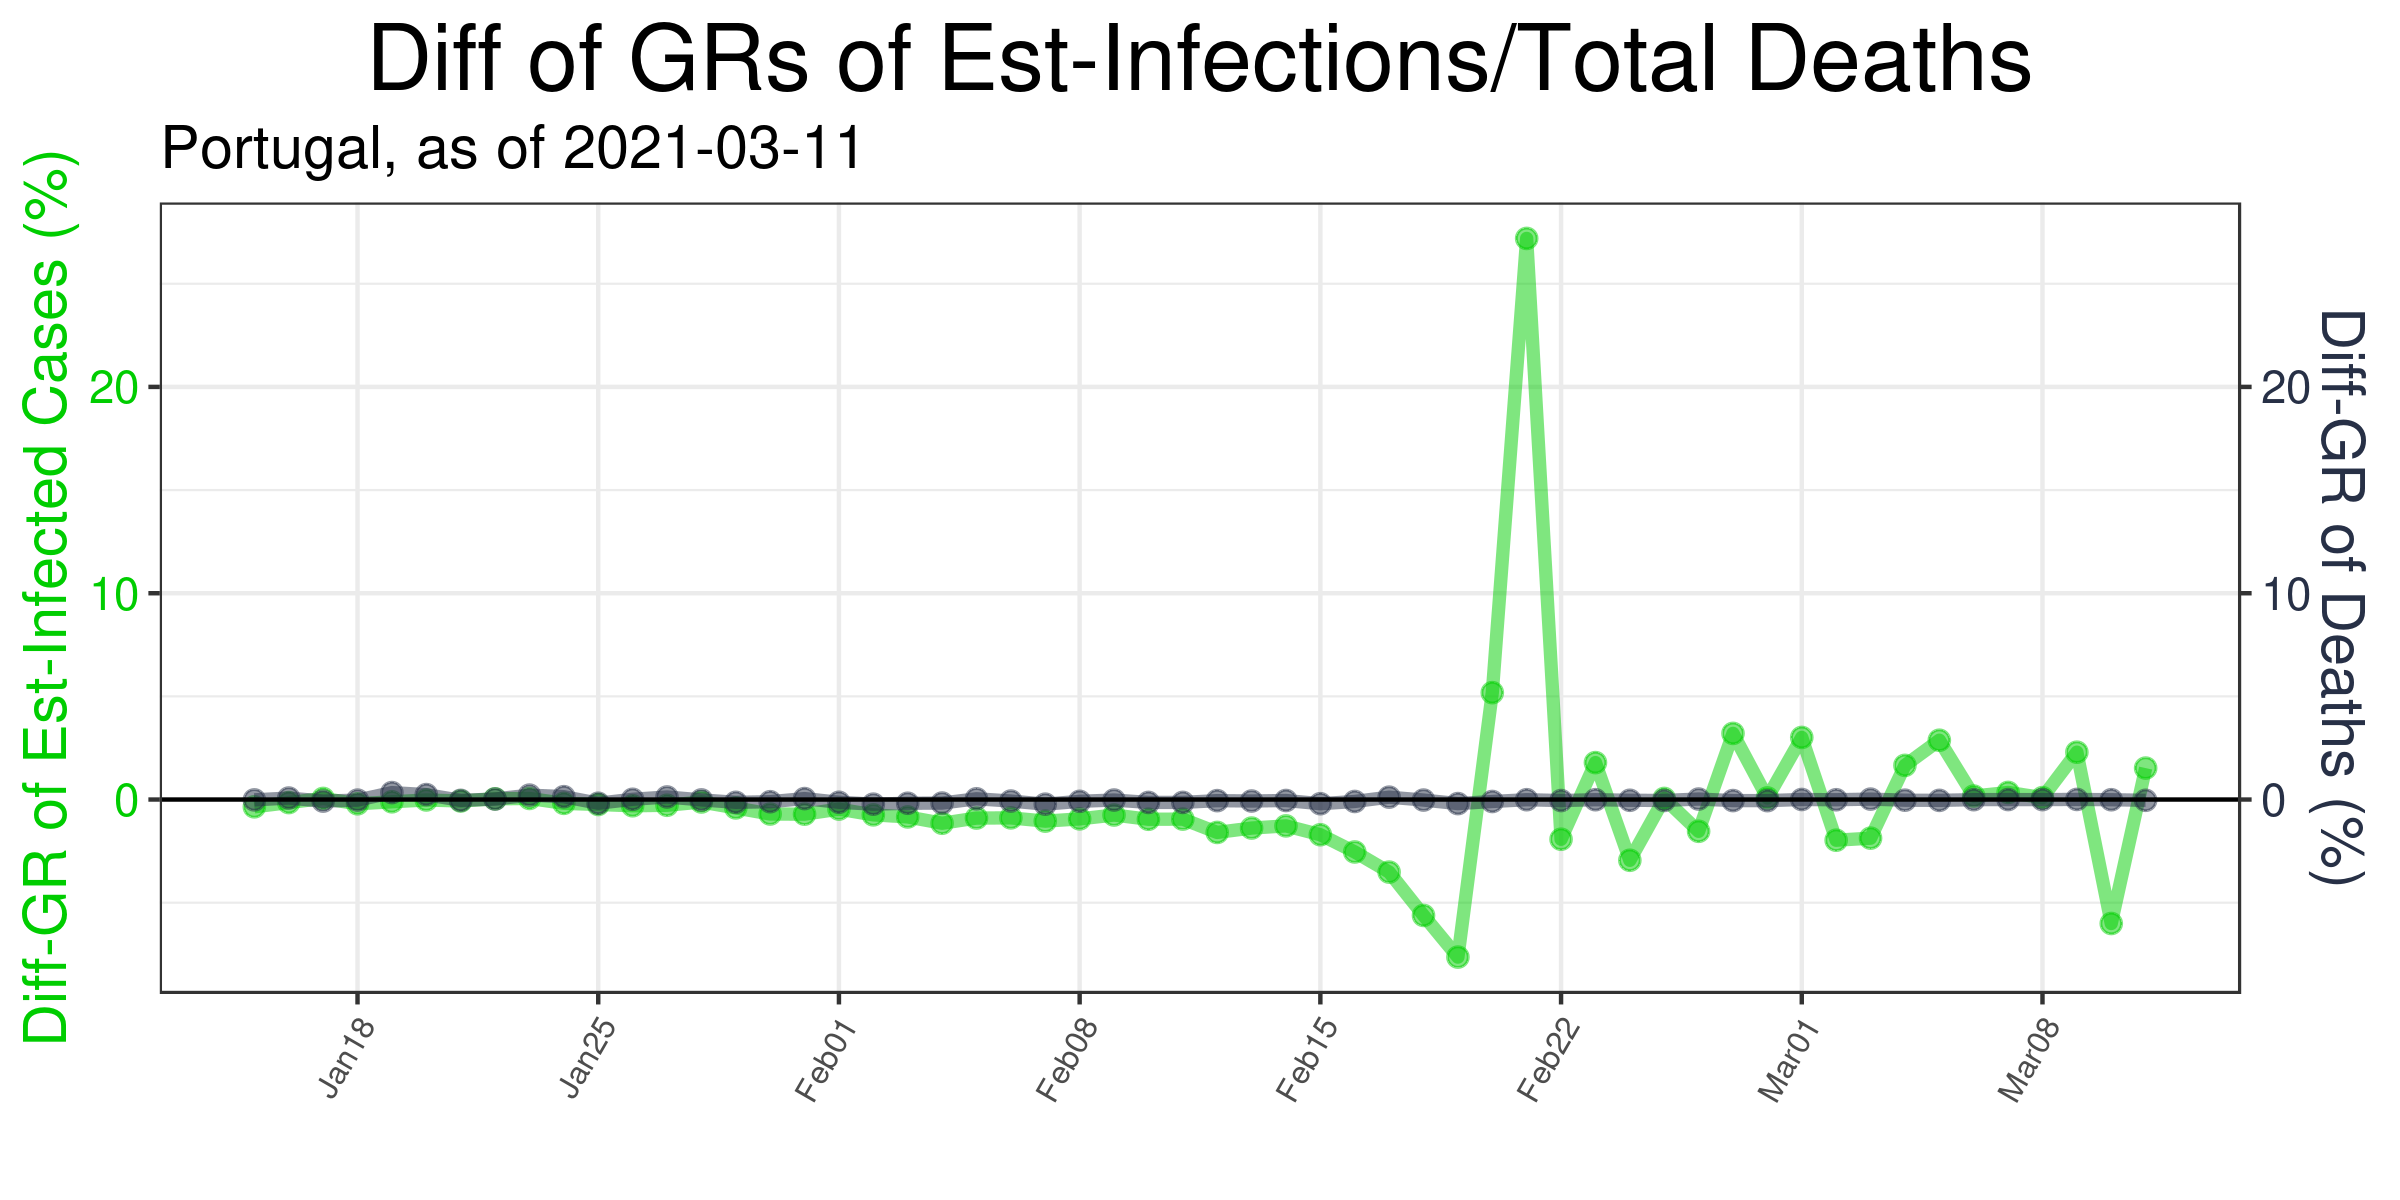 Diff of GRs of Est-Infections/Total Deaths
Portugal, as of 2021-03-11
Diff-GR of Est-Infected Cases (%)
20
10
0
20
10
0
Diff-GR of Deaths (%)
Jan18
Jan25
Feb01
Feb08
Feb15
Feb22
Mar01
Mar08